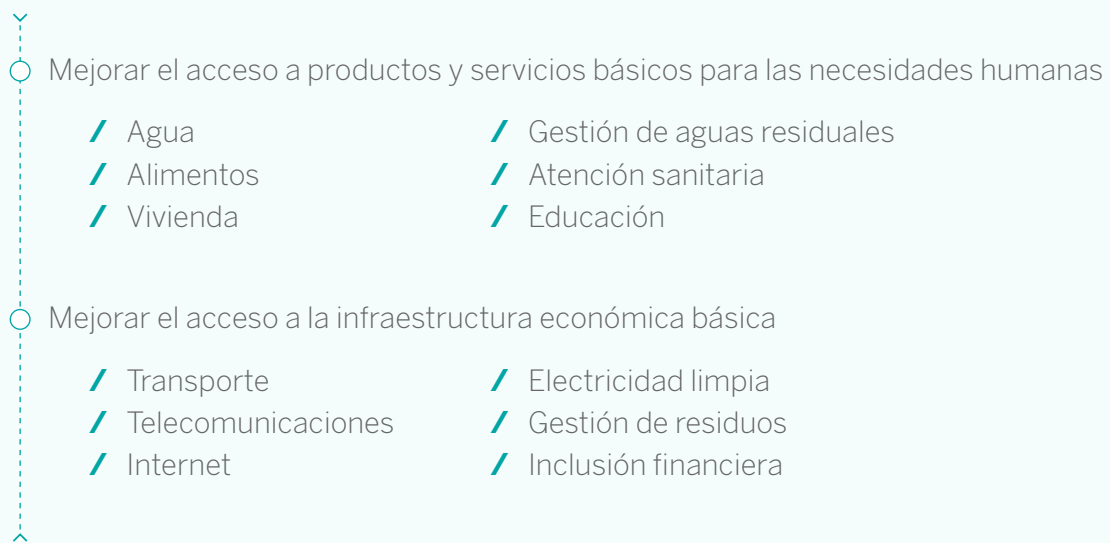 Mejorar el acceso a productos y servicios básicos para las necesidades humanas
Agua
Alimentos
Vivienda
Gestión de aguas residuales
Atención sanitaria
Educación
Mejorar el acceso a la infraestructura económica básica
Transporte
Telecomunicaciones
Internet
Electricidad limpia
Gestión de residuos
Inclusión financiera